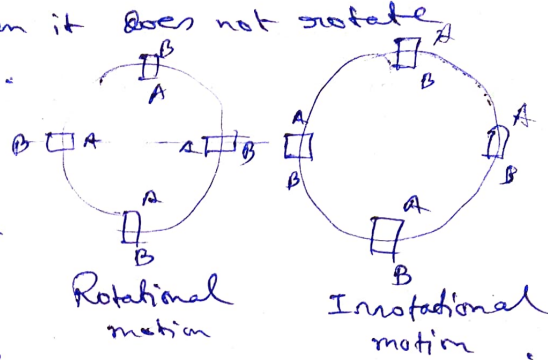 n it does not rotate
B A
A B
A A
B A A B B B
A A
B B
Rotational Irrotational
motion motion